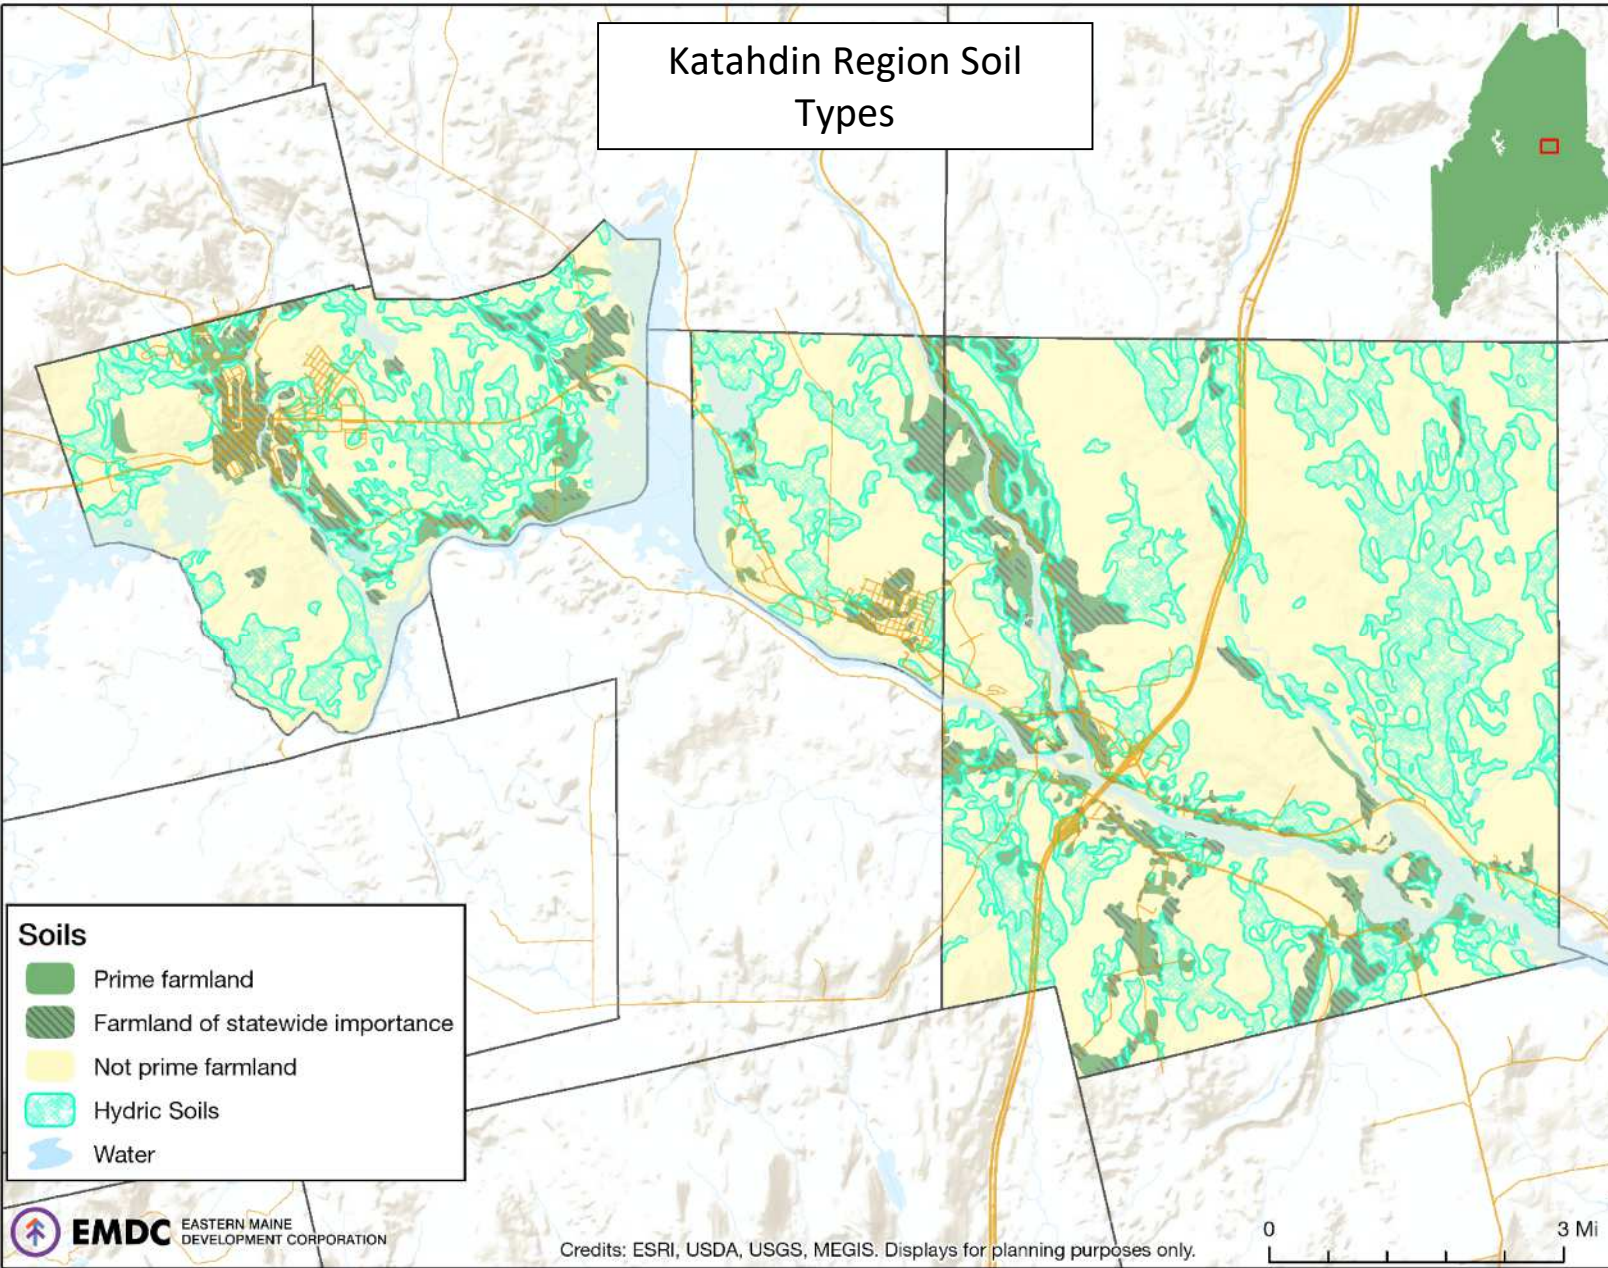 Katahdin Region Soil
Types
Soils
Prime farmland
Farmland of statewide importance
Not prime farmland
Hydric Soils
Water
EMDC
EASTERN MAINE
DEVELOPMENT CORPORATION
Credits: ESRI, USDA, USGS, MEGIS. Displays for planning purposes only.
0 3 Mi